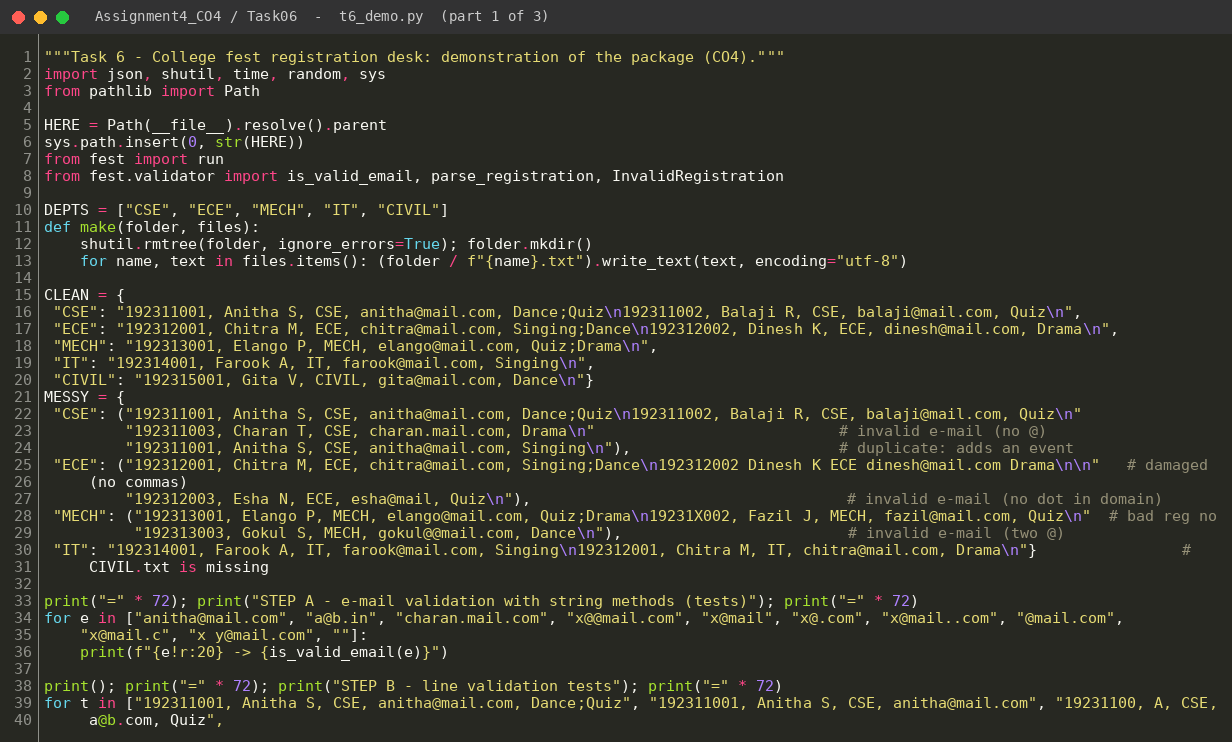 Assignment4_CO4 / Task06  -  t6_demo.py  (part 1 of 3)
1 """Task 6 - College fest registration desk: demonstration of the package (CO4)."""
2 import json, shutil, time, random, sys
3 from pathlib import Path
4
5 HERE = Path(__file__).resolve().parent
6 sys.path.insert(0, str(HERE))
7 from fest import run
8 from fest.validator import is_valid_email, parse_registration, InvalidRegistration
9
10 DEPTS = ["CSE", "ECE", "MECH", "IT", "CIVIL"]
11 def make(folder, files):
12     shutil.rmtree(folder, ignore_errors=True); folder.mkdir()
13     for name, text in files.items(): (folder / f"{name}.txt").write_text(text, encoding="utf-8")
14
15 CLEAN = {
16  "CSE": "192311001, Anitha S, CSE, anitha@mail.com, Dance;Quiz\n192311002, Balaji R, CSE, balaji@mail.com, Quiz\n",
17  "ECE": "192312001, Chitra M, ECE, chitra@mail.com, Singing;Dance\n192312002, Dinesh K, ECE, dinesh@mail.com, Drama\n",
18  "MECH": "192313001, Elango P, MECH, elango@mail.com, Quiz;Drama\n",
19  "IT": "192314001, Farook A, IT, farook@mail.com, Singing\n",
20  "CIVIL": "192315001, Gita V, CIVIL, gita@mail.com, Dance\n"}
21 MESSY = {
22  "CSE": ("192311001, Anitha S, CSE, anitha@mail.com, Dance;Quiz\n192311002, Balaji R, CSE, balaji@mail.com, Quiz\n"
23          "192311003, Charan T, CSE, charan.mail.com, Drama\n"                           # invalid e-mail (no @)
24          "192311001, Anitha S, CSE, anitha@mail.com, Singing\n"),                       # duplicate: adds an event
25  "ECE": ("192312001, Chitra M, ECE, chitra@mail.com, Singing;Dance\n192312002 Dinesh K ECE dinesh@mail.com Drama\n\n"   # damaged
26      (no commas)
27          "192312003, Esha N, ECE, esha@mail, Quiz\n"),                                   # invalid e-mail (no dot in domain)
28  "MECH": ("192313001, Elango P, MECH, elango@mail.com, Quiz;Drama\n19231X002, Fazil J, MECH, fazil@mail.com, Quiz\n"  # bad reg no
29           "192313003, Gokul S, MECH, gokul@@mail.com, Dance\n"),                         # invalid e-mail (two @)
30  "IT": "192314001, Farook A, IT, farook@mail.com, Singing\n192312001, Chitra M, IT, chitra@mail.com, Drama\n"}                #
31      CIVIL.txt is missing
32
33 print("=" * 72); print("STEP A - e-mail validation with string methods (tests)"); print("=" * 72)
34 for e in ["anitha@mail.com", "a@b.in", "charan.mail.com", "x@@mail.com", "x@mail", "x@.com", "x@mail..com", "@mail.com",
35     "x@mail.c", "x y@mail.com", ""]:
36     print(f"{e!r:20} -> {is_valid_email(e)}")
37
38 print(); print("=" * 72); print("STEP B - line validation tests"); print("=" * 72)
39 for t in ["192311001, Anitha S, CSE, anitha@mail.com, Dance;Quiz", "192311001, Anitha S, CSE, anitha@mail.com", "19231100, A, CSE,
40      a@b.com, Quiz",